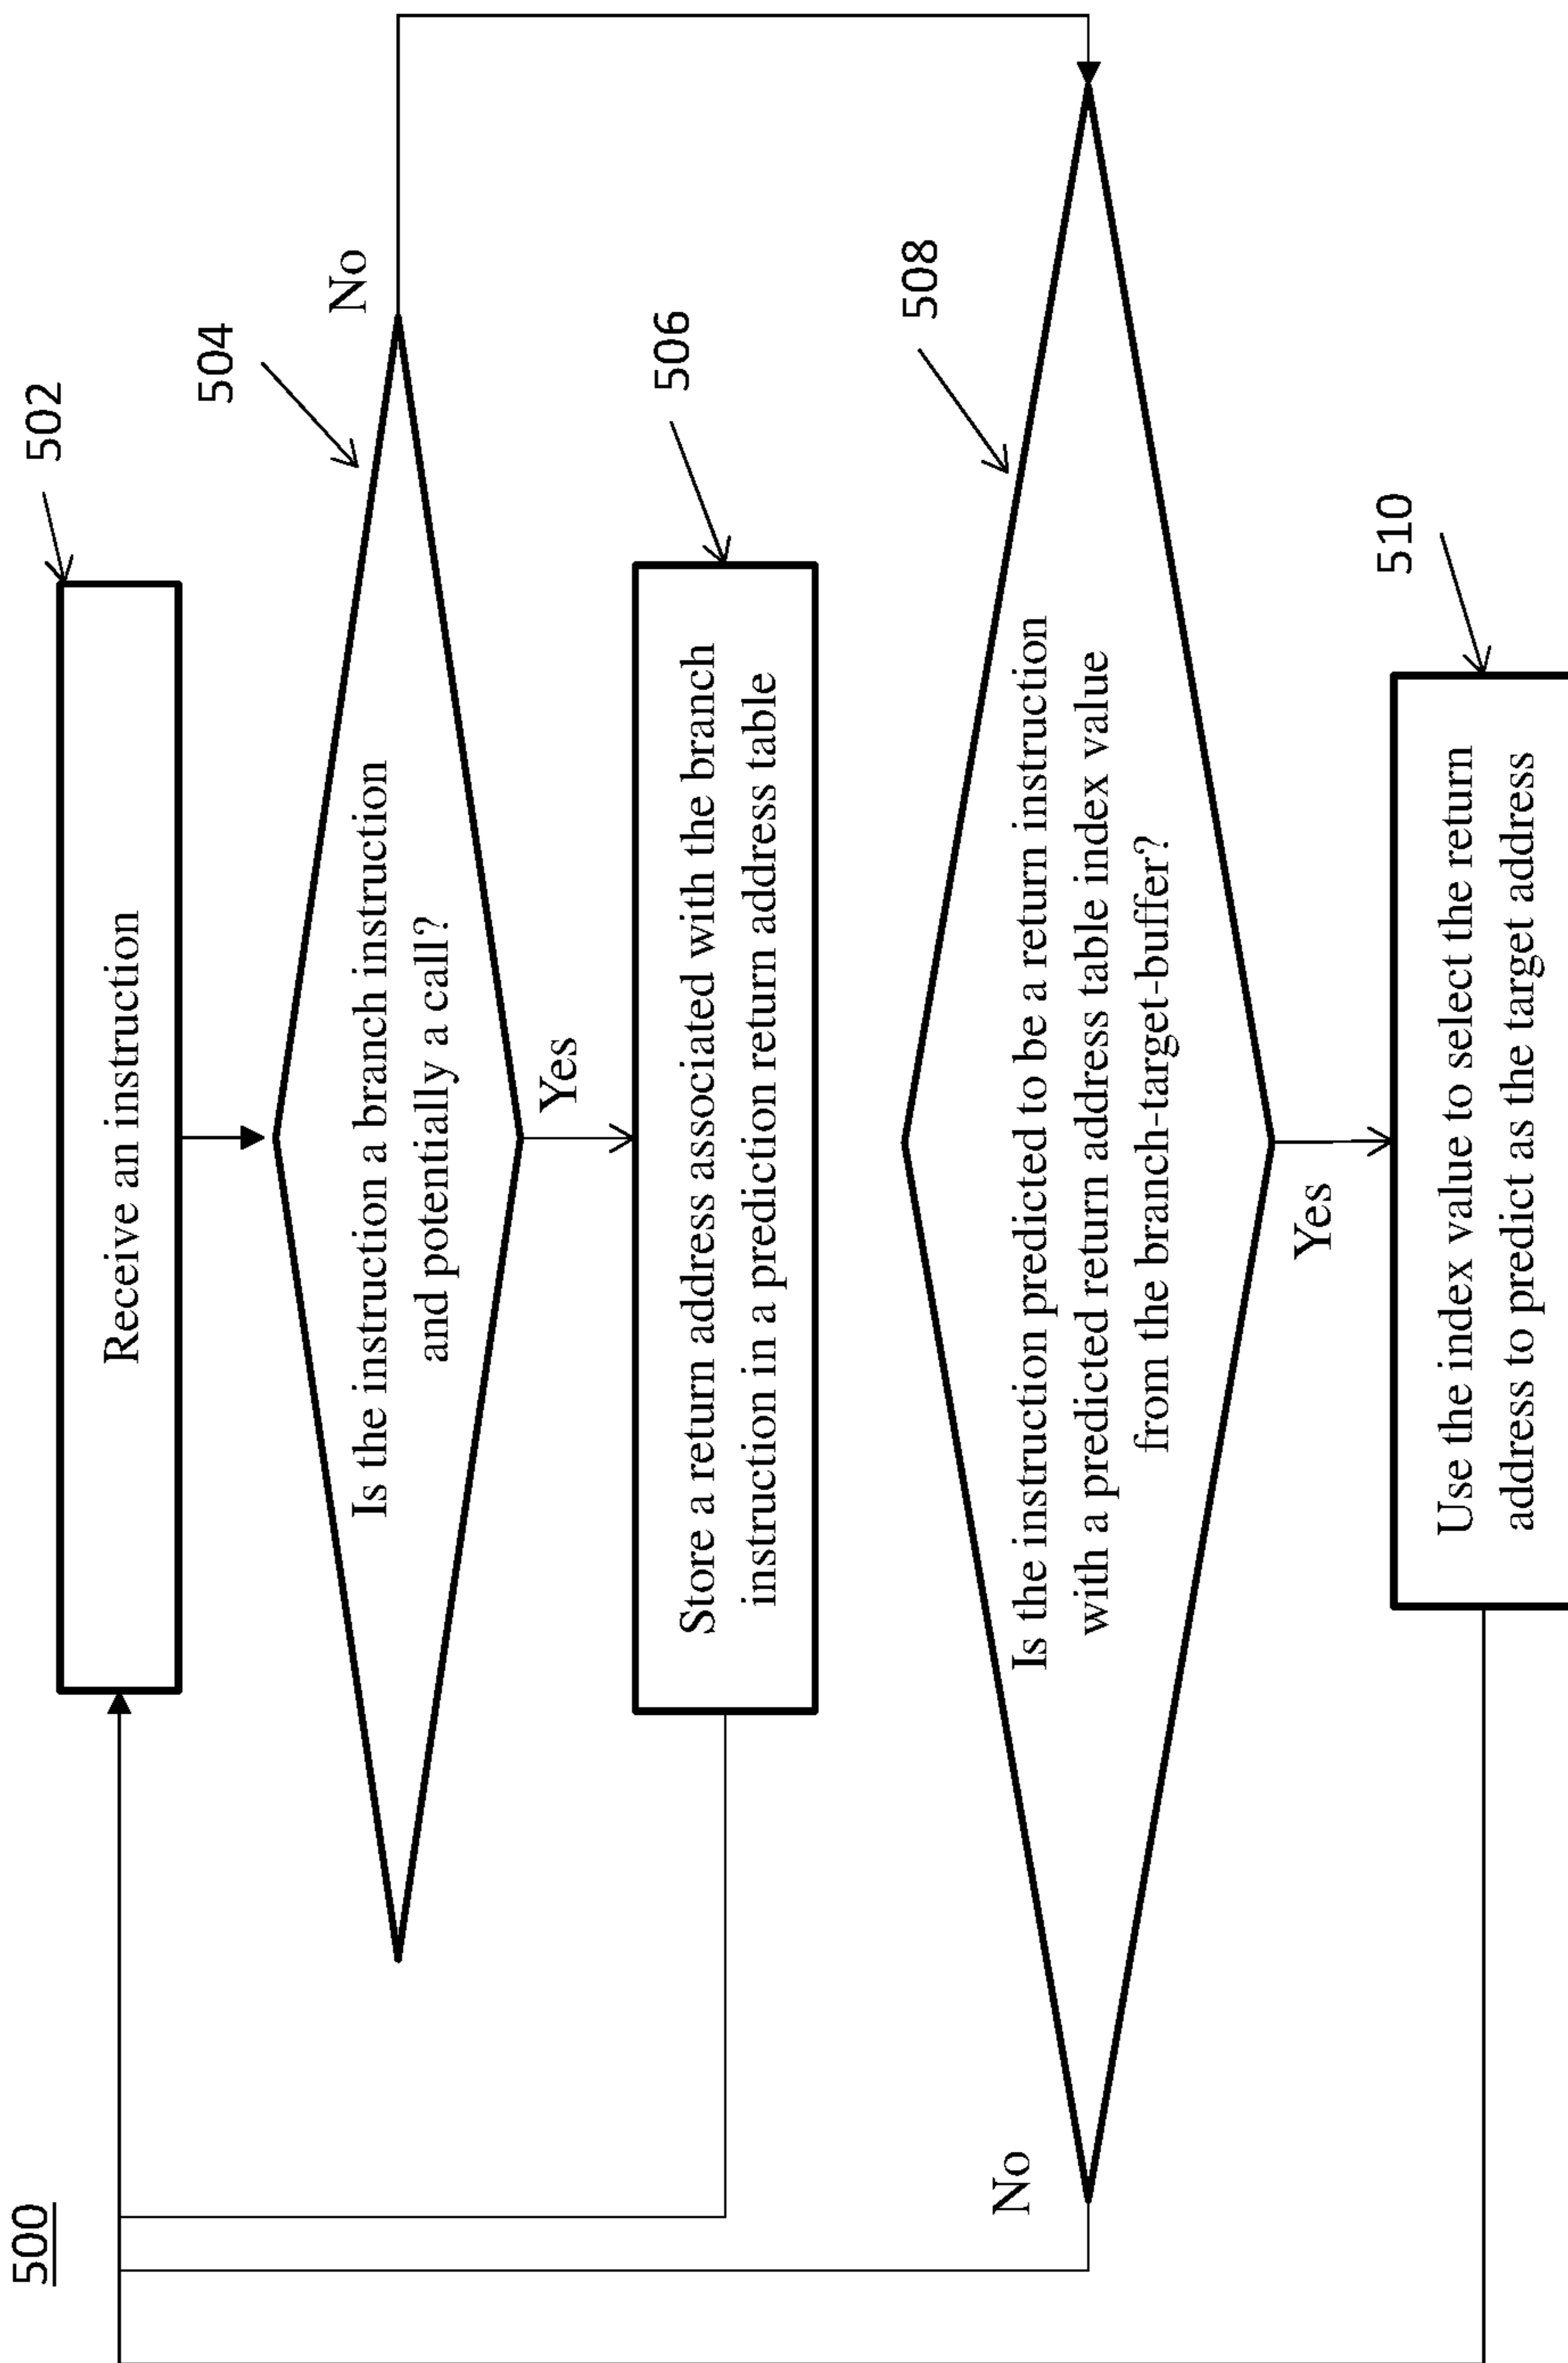 500
502
Receive an instruction
504
Is the instruction a branch instruction
and potentially a call?
No
Yes
506
Store a return address associated with the branch
instruction in a prediction return address table
508
Is the instruction predicted to be a return instruction
with a predicted return address table index value
from the branch-target-buffer?
No
Yes
510
Use the index value to select the return
address to predict as the target address